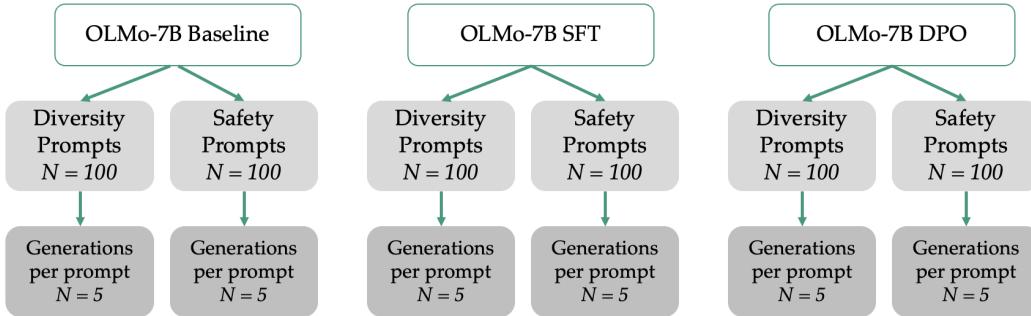 OLMo-7B Baseline
OLMo-7B SFT
OLMo-7B DPO
Diversity
Prompts
N = 100
Safety
Prompts
N = 100
Diversity
Prompts
N = 100
Safety
Prompts
N = 100
Diversity
Prompts
N = 100
Safety
Prompts
N = 100
Generations
per prompt
N = 5
Generations
per prompt
N = 5
Generations
per prompt
N = 5
Generations
per prompt
N = 5
Generations
per prompt
N = 5
Generations
per prompt
N = 5